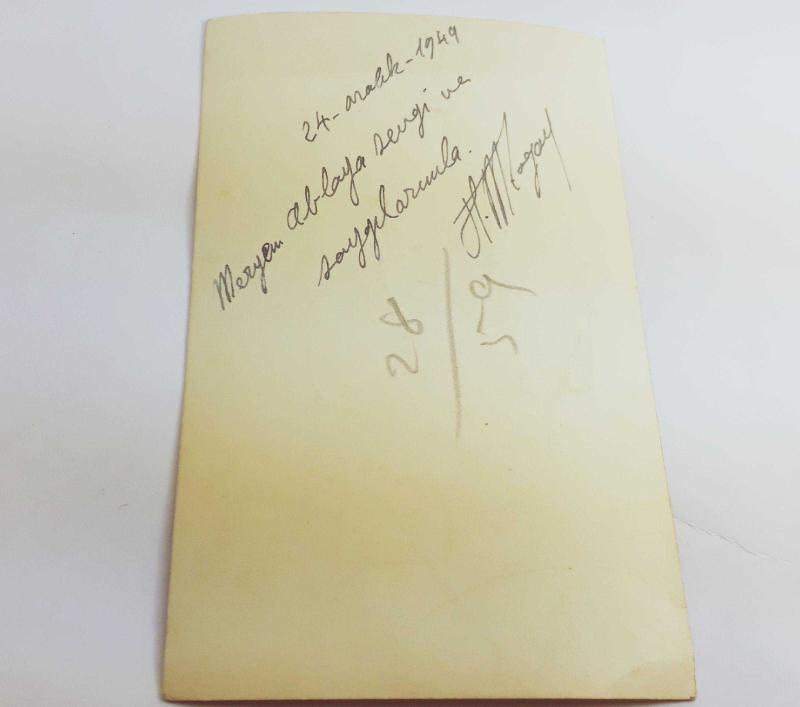 24-aralık-1949
Meryem Ablaya sevgi ve
saygılarımla.
28/59